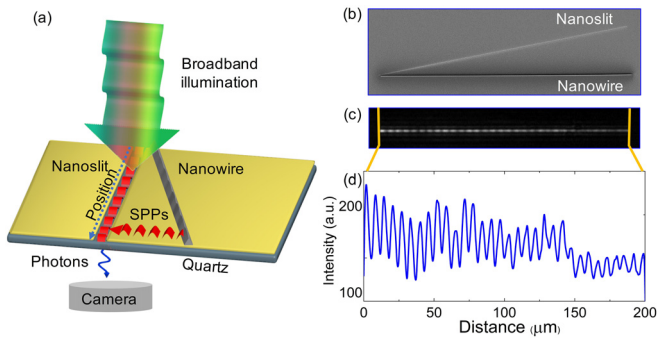 (a)
Broadband
illumination
Nanoslit
Nanowire
Position
SPPs
Photons
Quartz
Camera
(b)
Nanoslit
Nanowire
(c)
(d)
Intensity (a.u.)
200
100
0
50
100
150
200
Distance (μm)